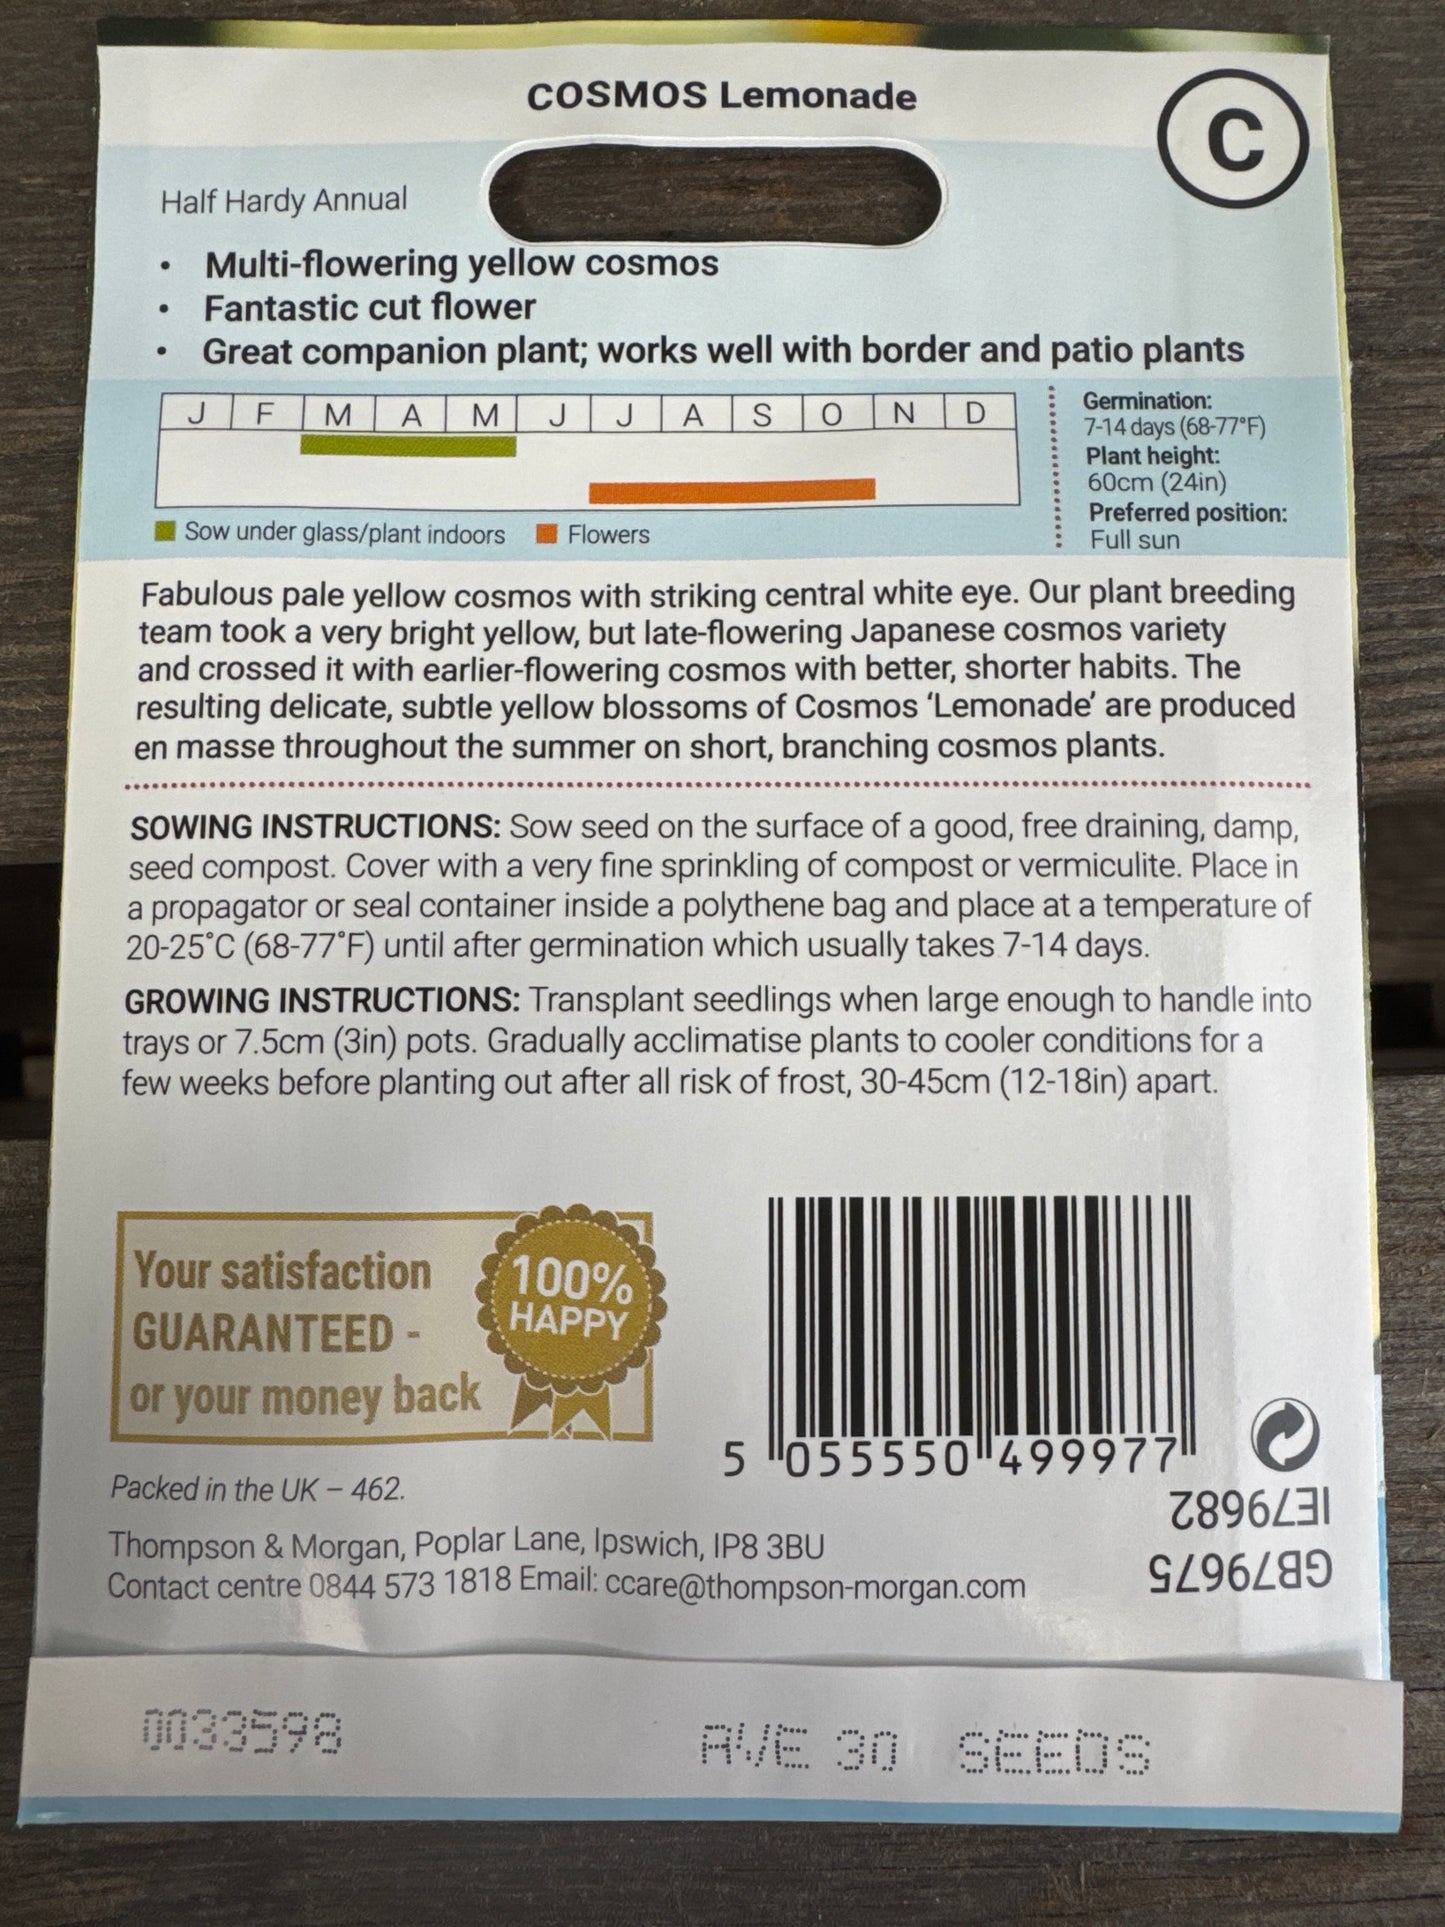 COSMOS Lemonade
C
Half Hardy Annual
• Multi-flowering yellow cosmos
• Fantastic cut flower
• Great companion plant; works well with border and patio plants
J F M A M J J A S O N D
Sow under glass/plant indoors Flowers
Germination:
7-14 days (68-77°F)
Plant height:
60cm (24in)
Preferred position:
Full sun
Fabulous pale yellow cosmos with striking central white eye. Our plant breeding
team took a very bright yellow, but late-flowering Japanese cosmos variety
and crossed it with earlier-flowering cosmos with better, shorter habits. The
resulting delicate, subtle yellow blossoms of Cosmos ‘Lemonade’ are produced
en masse throughout the summer on short, branching cosmos plants.
SOWING INSTRUCTIONS: Sow seed on the surface of a good, free draining, damp,
seed compost. Cover with a very fine sprinkling of compost or vermiculite. Place in
a propagator or seal container inside a polythene bag and place at a temperature of
20-25°C (68-77°F) until after germination which usually takes 7-14 days.
GROWING INSTRUCTIONS: Transplant seedlings when large enough to handle into
trays or 7.5cm (3in) pots. Gradually acclimatise plants to cooler conditions for a
few weeks before planting out after all risk of frost, 30-45cm (12-18in) apart.
Your satisfaction
GUARANTEED -
or your money back
100%
HAPPY
5 055550 499977
IE79682
GB79675
Packed in the UK – 462.
Thompson & Morgan, Poplar Lane, Ipswich, IP8 3BU
Contact centre 0844 573 1818 Email: ccare@thompson-morgan.com
0033598
AVE 30 SEEDS